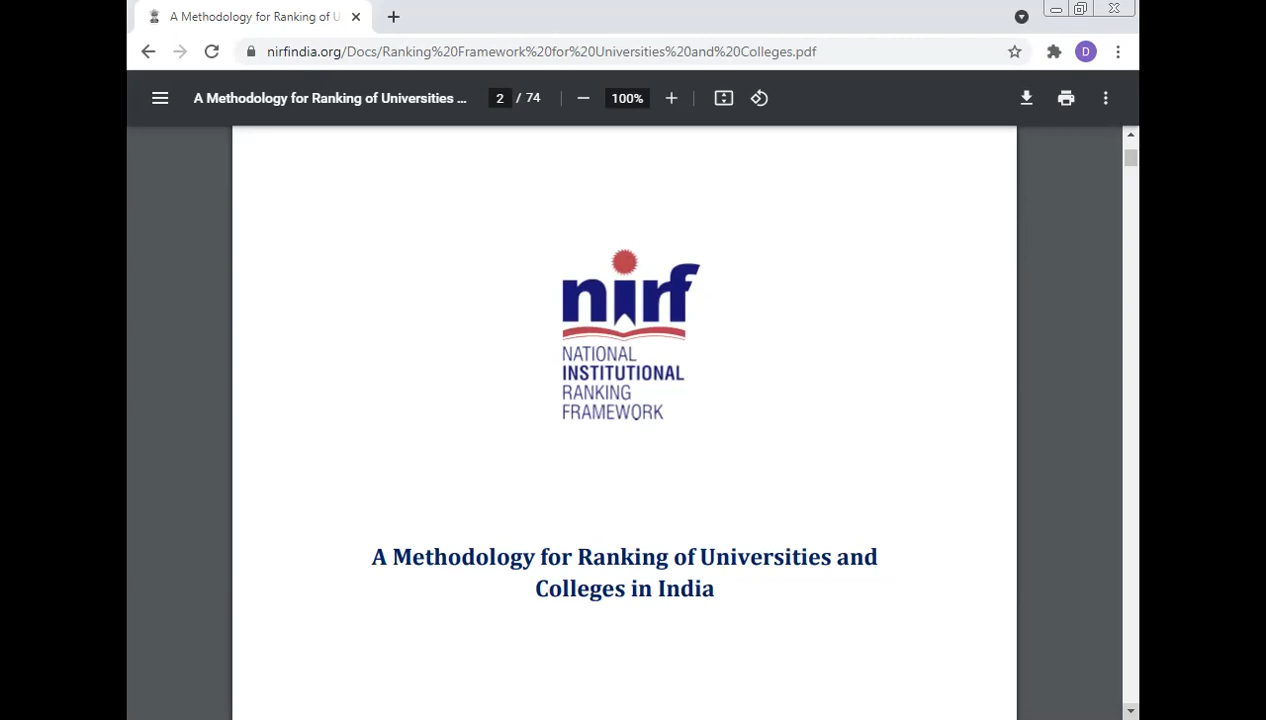 A Methodology for Ranking of U
nirfindia.org/Docs/Ranking%20Framework%20for%20Universities%20and%20Colleges.pdf
D
A Methodology for Ranking of Universities ...
2 / 74
100%
nirf
NATIONAL
INSTITUTIONAL
RANKING
FRAMEWORK
A Methodology for Ranking of Universities and
Colleges in India